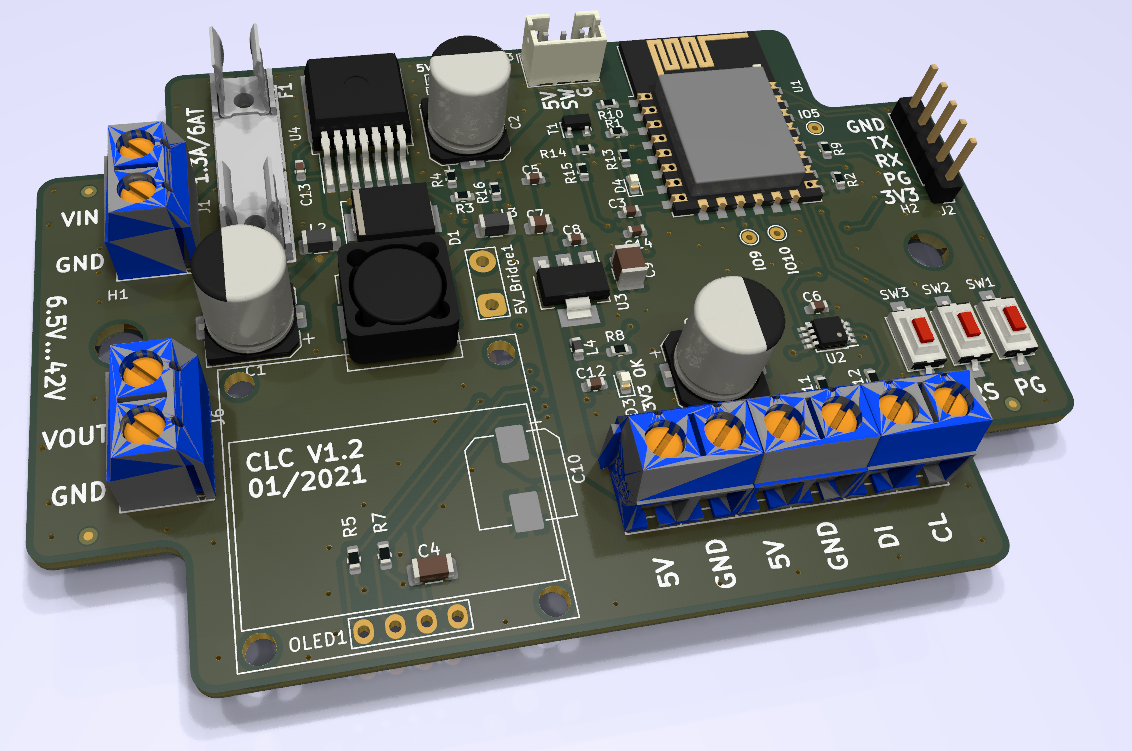 1.3A/6AT
F1
U4
C13
J1
VIN
GND
H1
6.5V...42V
VOUT
GND
J6
C1
+
D1
5V
C2
5V
SW
G
T1
R10
R14
R15
R13
D4
R4
R3
R16
C5
C7
C8
C3
C9
U3
5V_Bridge1
U1
IO5
R9
R2
IO9
IO10
GND
TX
RX
PG
3V3
H2
J2
SW3
SW2
SW1
C6
U2
RS
PG
L4
R8
C12
D3
3V3
OK
+
CLC V1.2
01/2021
C10
R5
R7
C4
OLED1
5V
GND
5V
GND
DI
CL